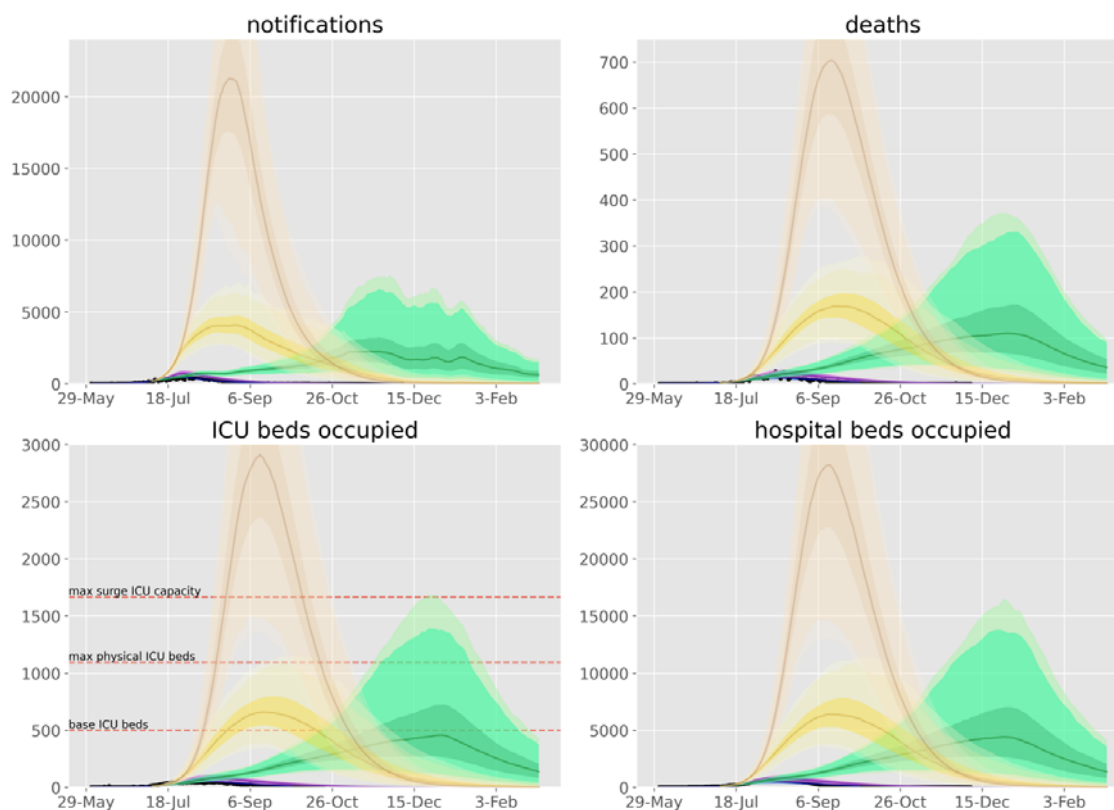 notifications
20000
15000
10000
5000
0
29-May 18-Jul 6-Sep 26-Oct 15-Dec 3-Feb
deaths
700
600
500
400
300
200
100
0
29-May 18-Jul 6-Sep 26-Oct 15-Dec 3-Feb
ICU beds occupied
3000
2500
2000
max surge ICU capacity
1500
max physical ICU beds
1000
base ICU beds
500
0
29-May 18-Jul 6-Sep 26-Oct 15-Dec 3-Feb
hospital beds occupied
30000
25000
20000
15000
10000
5000
0
29-May 18-Jul 6-Sep 26-Oct 15-Dec 3-Feb